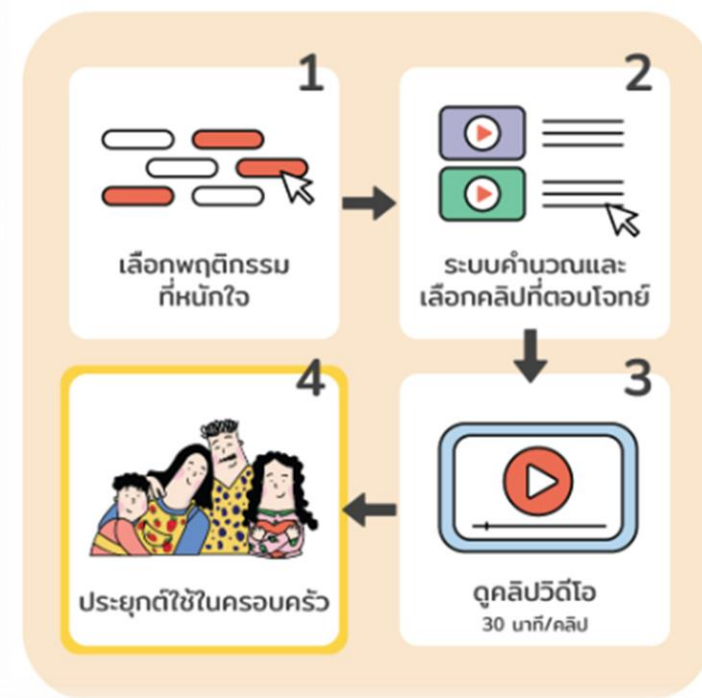 1
เลือกพฤติกรรม
ที่หนักใจ
2
ระบบคำนวณและ
เลือกคลิปที่ตอบโจทย์
3
ดูคลิปวิดีโอ
30 นาที/คลิป
4
ประยุกต์ใช้ในครอบครัว